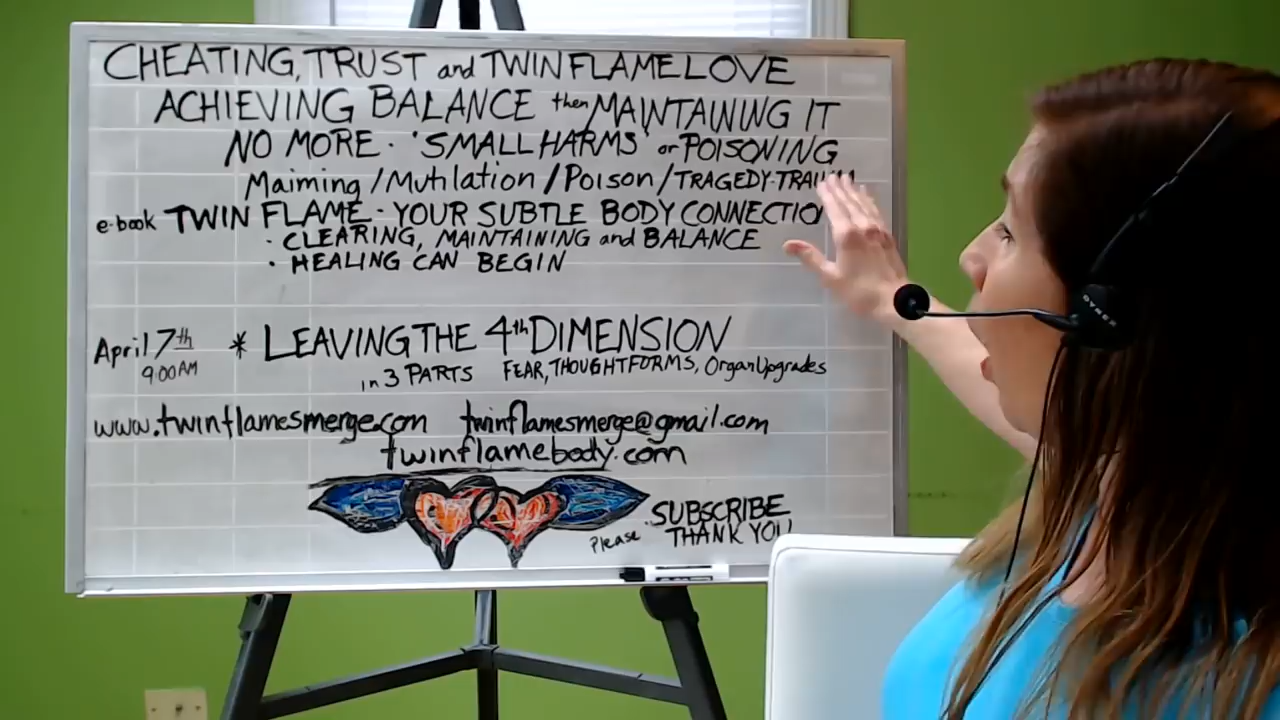 CHEATING, TRUST and TWIN FLAME LOVE
ACHIEVING BALANCE then MAINTAINING IT
NO MORE · 'SMALL HARMS' or POISONING
Maiming / Mutilation / Poison / TRAGEDY-
e-book TWIN FLAME - YOUR SUBTLE BODY
· CLEARING, MAINTAINING and BALANCE
· HEALING CAN BEGIN
April 7th * LEAVING THE 4th DIMENSION
9:00 AM in 3 PARTS FEAR, THOUGHTFORMS, Organ Upgrades
www.twinflamesmerge.com twinflamesmerge@gmail.com
twinflamebody.com
Please · SUBSCRIBE
THANK YOU